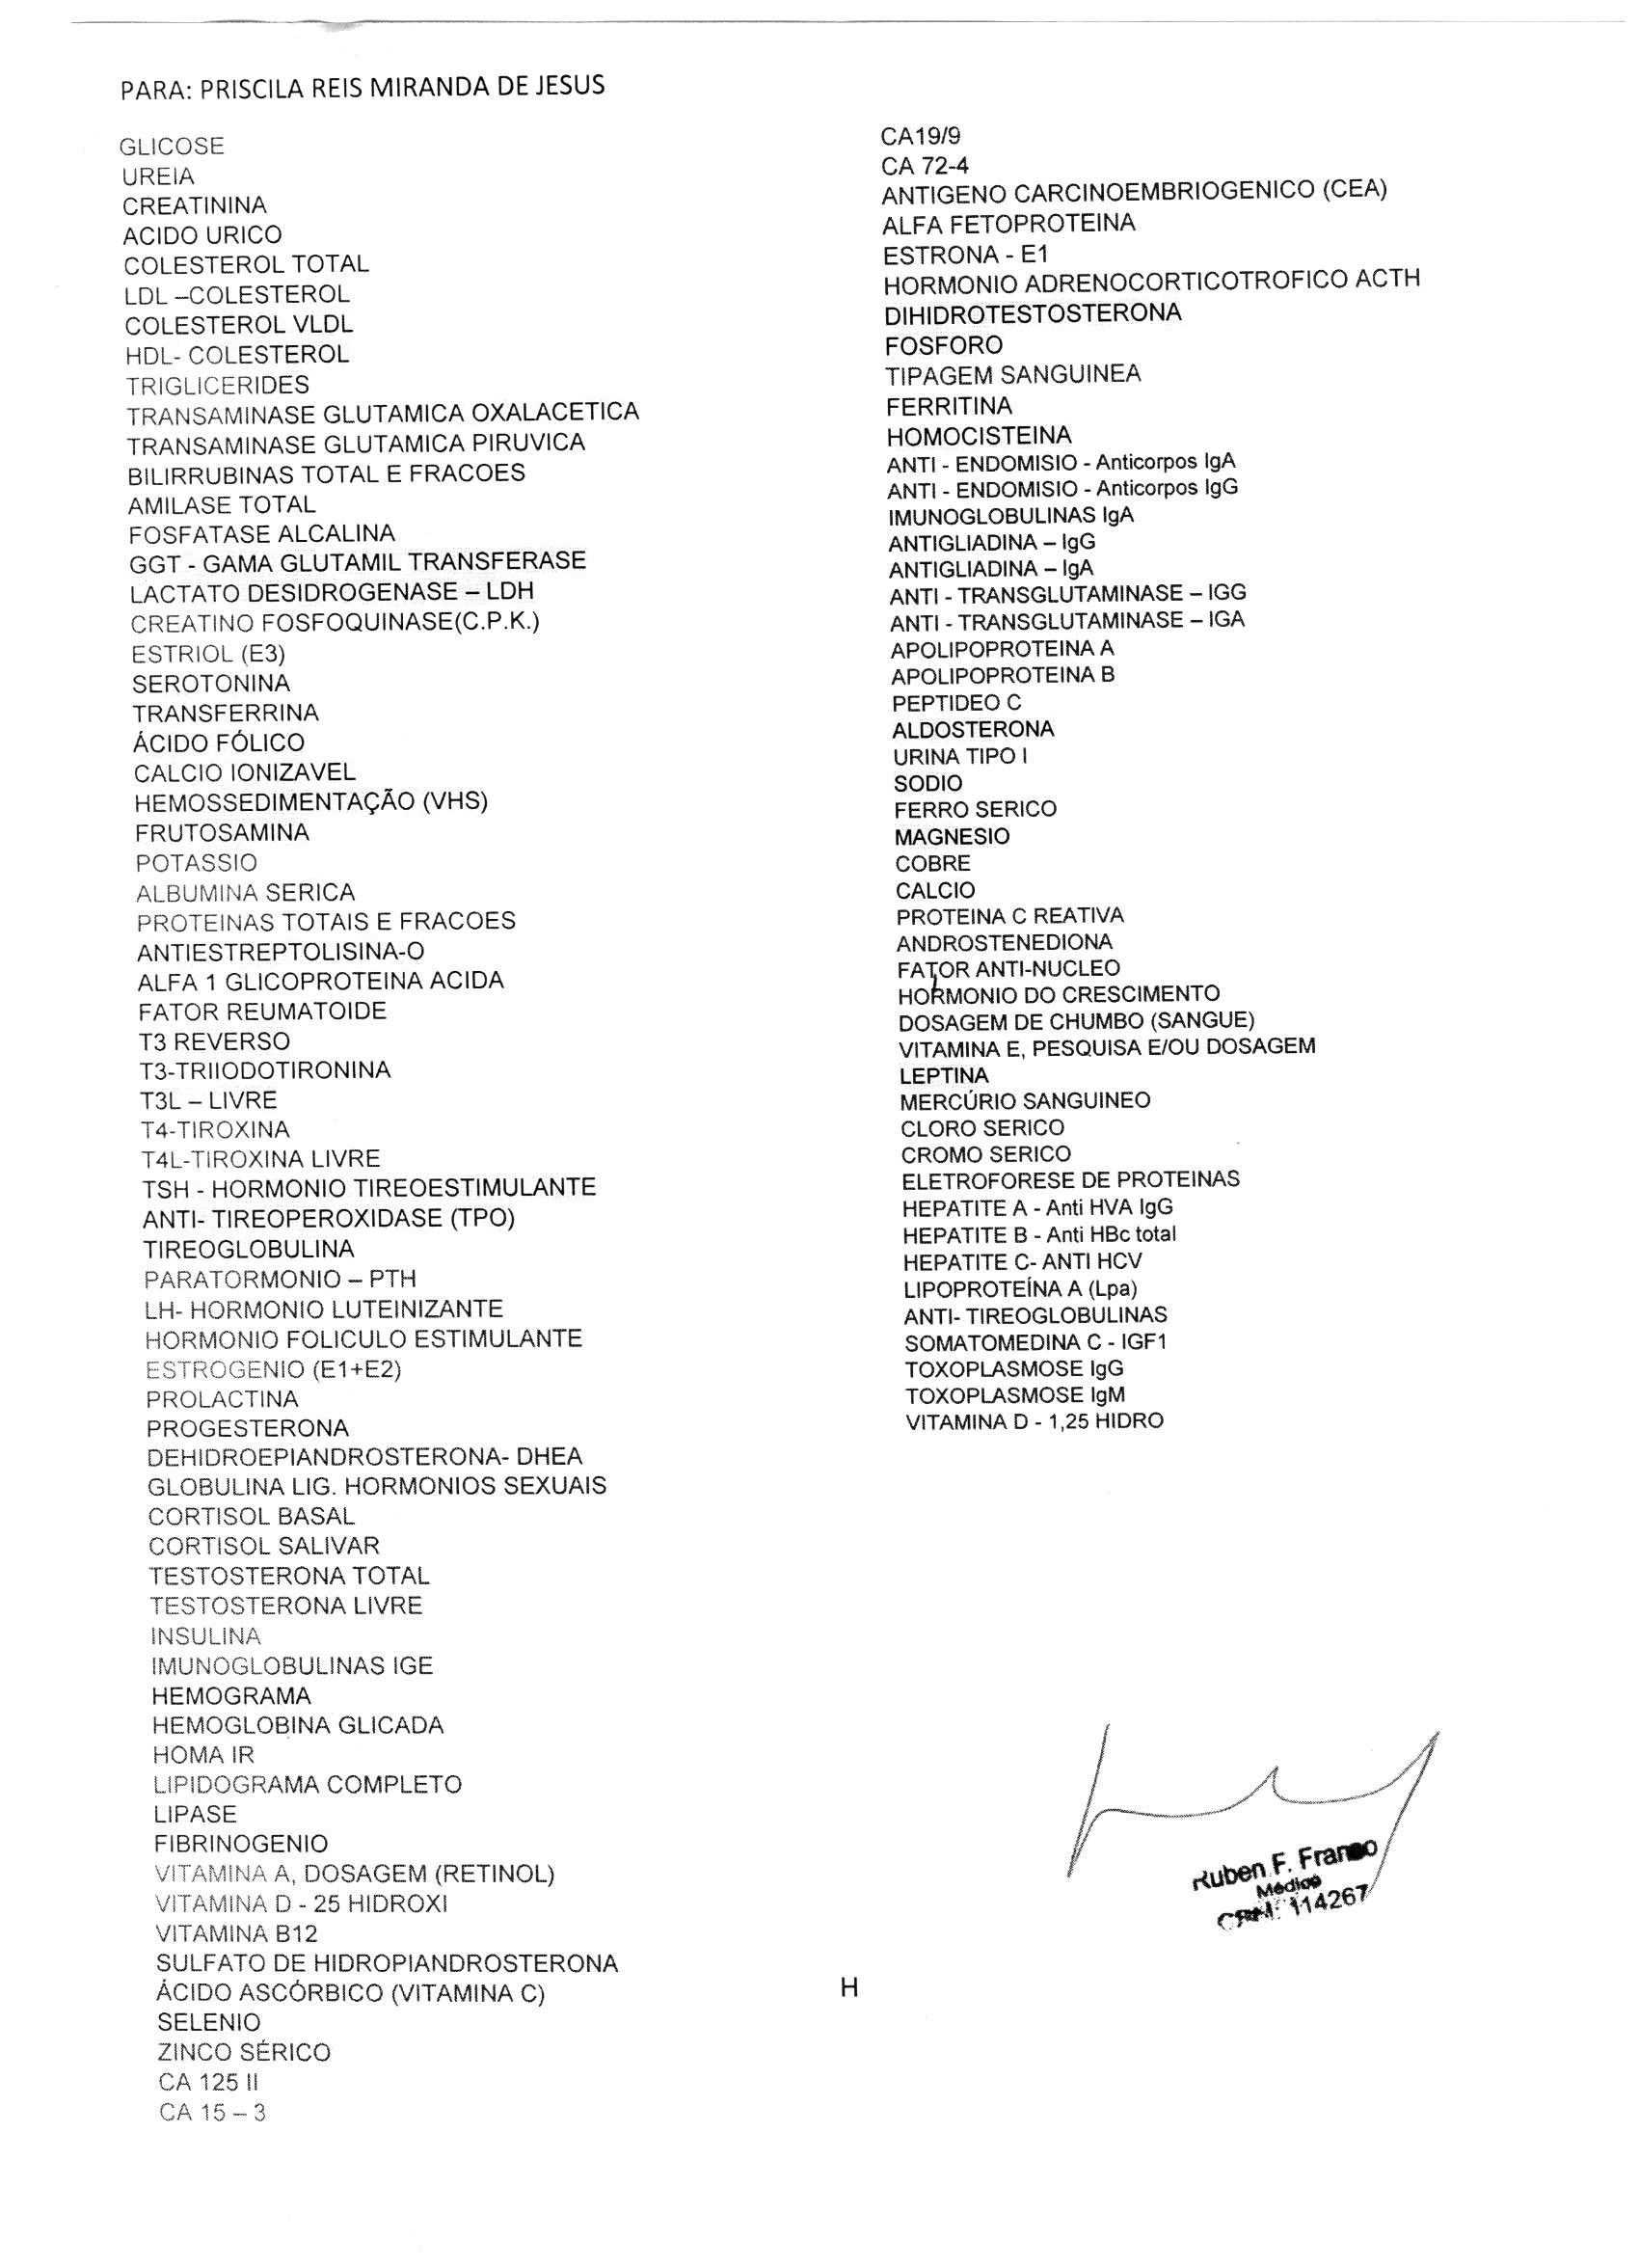 PARA: PRISCILA REIS MIRANDA DE JESUS
GLICOSE
UREIA
CREATININA
ACIDO URICO
COLESTEROL TOTAL
LDL –COLESTEROL
COLESTEROL VLDL
HDL- COLESTEROL
TRIGLICERIDES
TRANSAMINASE GLUTAMICA OXALACETICA
TRANSAMINASE GLUTAMICA PIRUVICA
BILIRRUBINAS TOTAL E FRACOES
AMILASE TOTAL
FOSFATASE ALCALINA
GGT - GAMA GLUTAMIL TRANSFERASE
LACTATO DESIDROGENASE – LDH
CREATINO FOSFOQUINASE(C.P.K.)
ESTRIOL (E3)
SEROTONINA
TRANSFERRINA
ÁCIDO FÓLICO
CALCIO IONIZAVEL
HEMOSSEDIMENTAÇÃO (VHS)
FRUTOSAMINA
POTASSIO
ALBUMINA SERICA
PROTEINAS TOTAIS E FRACOES
ANTIESTREPTOLISINA-O
ALFA 1 GLICOPROTEINA ACIDA
FATOR REUMATOIDE
T3 REVERSO
T3-TRIIODOTIRONINA
T3L – LIVRE
T4-TIROXINA
T4L-TIROXINA LIVRE
TSH - HORMONIO TIREOESTIMULANTE
ANTI- TIREOPEROXIDASE (TPO)
TIREOGLOBULINA
PARATORMONIO – PTH
LH- HORMONIO LUTEINIZANTE
HORMONIO FOLICULO ESTIMULANTE
ESTROGENIO (E1+E2)
PROLACTINA
PROGESTERONA
DEHIDROEPIANDROSTERONA- DHEA
GLOBULINA LIG. HORMONIOS SEXUAIS
CORTISOL BASAL
CORTISOL SALIVAR
TESTOSTERONA TOTAL
TESTOSTERONA LIVRE
INSULINA
IMUNOGLOBULINAS IGE
HEMOGRAMA
HEMOGLOBINA GLICADA
HOMA IR
LIPIDOGRAMA COMPLETO
LIPASE
FIBRINOGENIO
VITAMINA A, DOSAGEM (RETINOL)
VITAMINA D - 25 HIDROXI
VITAMINA B12
SULFATO DE HIDROPIANDROSTERONA
ÁCIDO ASCÓRBICO (VITAMINA C)
SELENIO
ZINCO SÉRICO
CA 125 II
CA 15 – 3
CA19/9
CA 72-4
ANTIGENO CARCINOEMBRIOGENICO (CEA)
ALFA FETOPROTEINA
ESTRONA - E1
HORMONIO ADRENOCORTICOTROFICO ACTH
DIHIDROTESTOSTERONA
FOSFORO
TIPAGEM SANGUINEA
FERRITINA
HOMOCISTEINA
ANTI - ENDOMISIO - Anticorpos IgA
ANTI - ENDOMISIO - Anticorpos IgG
IMUNOGLOBULINAS IgA
ANTIGLIADINA – IgG
ANTIGLIADINA – IgA
ANTI - TRANSGLUTAMINASE – IGG
ANTI - TRANSGLUTAMINASE – IGA
APOLIPOPROTEINA A
APOLIPOPROTEINA B
PEPTIDEO C
ALDOSTERONA
URINA TIPO I
SODIO
FERRO SERICO
MAGNESIO
COBRE
CALCIO
PROTEINA C REATIVA
ANDROSTENEDIONA
FATOR ANTI-NUCLEO
HORMONIO DO CRESCIMENTO
DOSAGEM DE CHUMBO (SANGUE)
VITAMINA E, PESQUISA E/OU DOSAGEM
LEPTINA
MERCÚRIO SANGUINEO
CLORO SERICO
CROMO SERICO
ELETROFORESE DE PROTEINAS
HEPATITE A - Anti HVA IgG
HEPATITE B - Anti HBc total
HEPATITE C- ANTI HCV
LIPOPROTEÍNA A (Lpa)
ANTI- TIREOGLOBULINAS
SOMATOMEDINA C - IGF1
TOXOPLASMOSE IgG
TOXOPLASMOSE IgM
VITAMINA D - 1,25 HIDRO
Ruben F. Franco
Médico
CRM: 114267
H